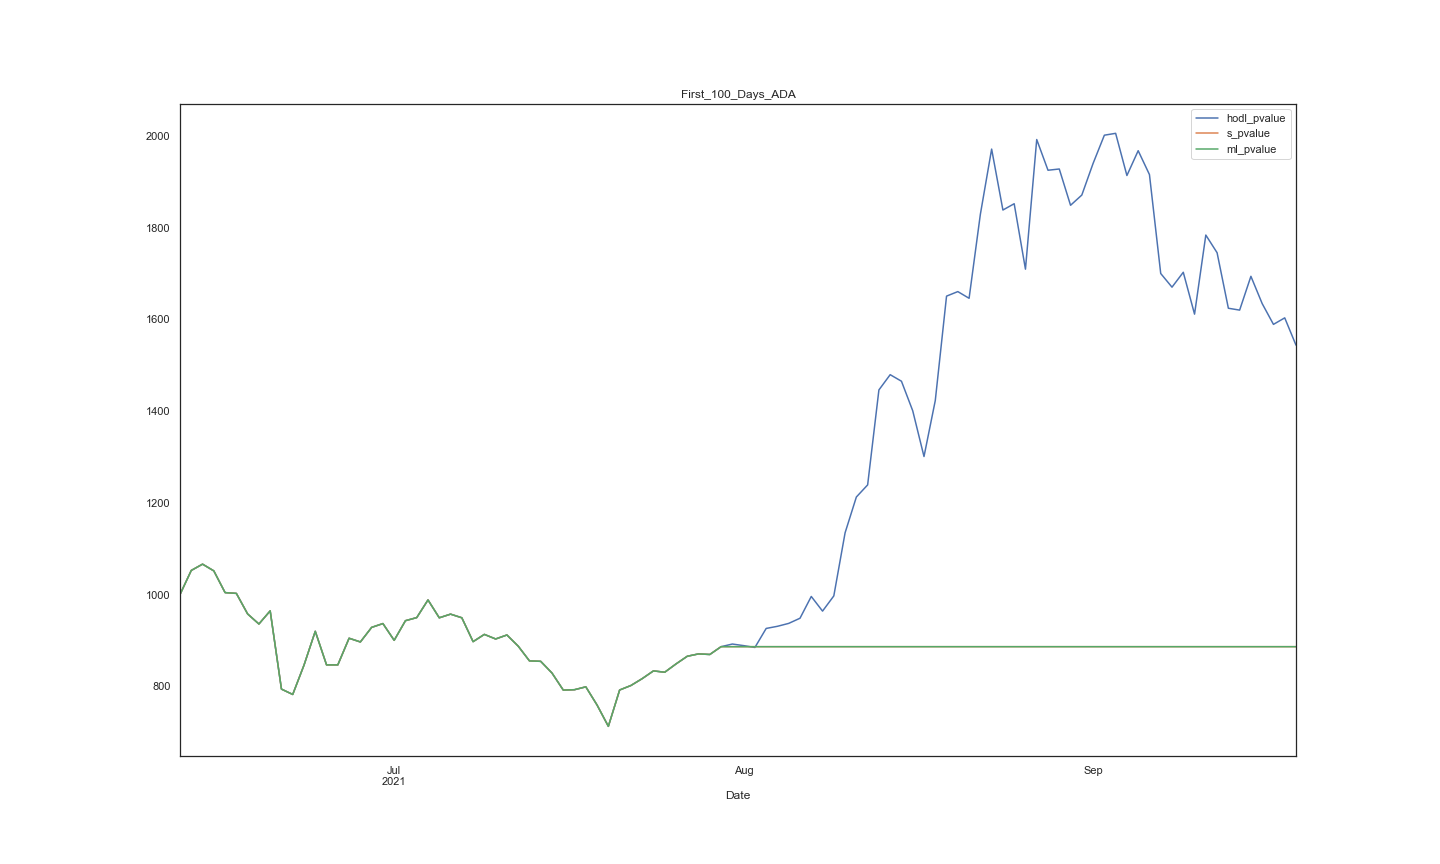 First_100_Days_ADA
hodl_pvalue
s_pvalue
ml_pvalue
2000
1800
1600
1400
1200
1000
800
Jul
2021
Aug
Sep
Date